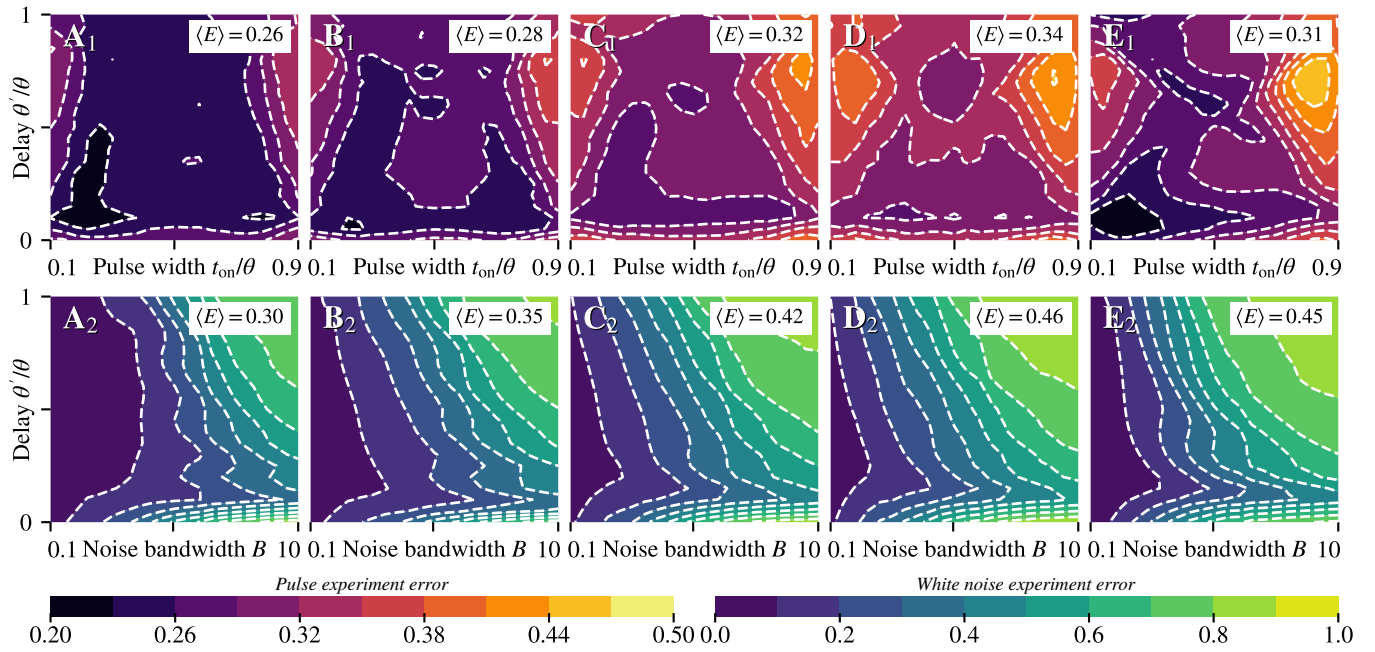 1
A₁
⟨E⟩ = 0.26
B₁
⟨E⟩ = 0.28
C₁
⟨E⟩ = 0.32
D₁
⟨E⟩ = 0.34
E₁
⟨E⟩ = 0.31
Delay θ′/θ
0
0.1 Pulse width t_on/θ 0.9
0.1 Pulse width t_on/θ 0.9
0.1 Pulse width t_on/θ 0.9
0.1 Pulse width t_on/θ 0.9
0.1 Pulse width t_on/θ 0.9
1
A₂
⟨E⟩ = 0.30
B₂
⟨E⟩ = 0.35
C₂
⟨E⟩ = 0.42
D₂
⟨E⟩ = 0.46
E₂
⟨E⟩ = 0.45
Delay θ′/θ
0
0.1 Noise bandwidth B 10
0.1 Noise bandwidth B 10
0.1 Noise bandwidth B 10
0.1 Noise bandwidth B 10
0.1 Noise bandwidth B 10
Pulse experiment error
0.20 0.26 0.32 0.38 0.44 0.50
White noise experiment error
0.0 0.2 0.4 0.6 0.8 1.0